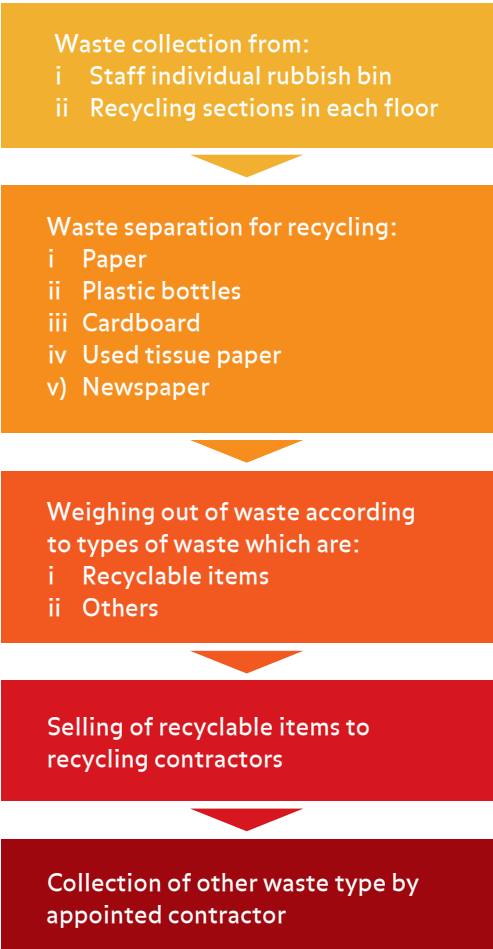 Waste collection from:
i Staff individual rubbish bin
ii Recycling sections in each floor
Waste separation for recycling:
i Paper
ii Plastic bottles
iii Cardboard
iv Used tissue paper
v) Newspaper
Weighing out of waste according
to types of waste which are:
i Recyclable items
ii Others
Selling of recyclable items to
recycling contractors
Collection of other waste type by
appointed contractor